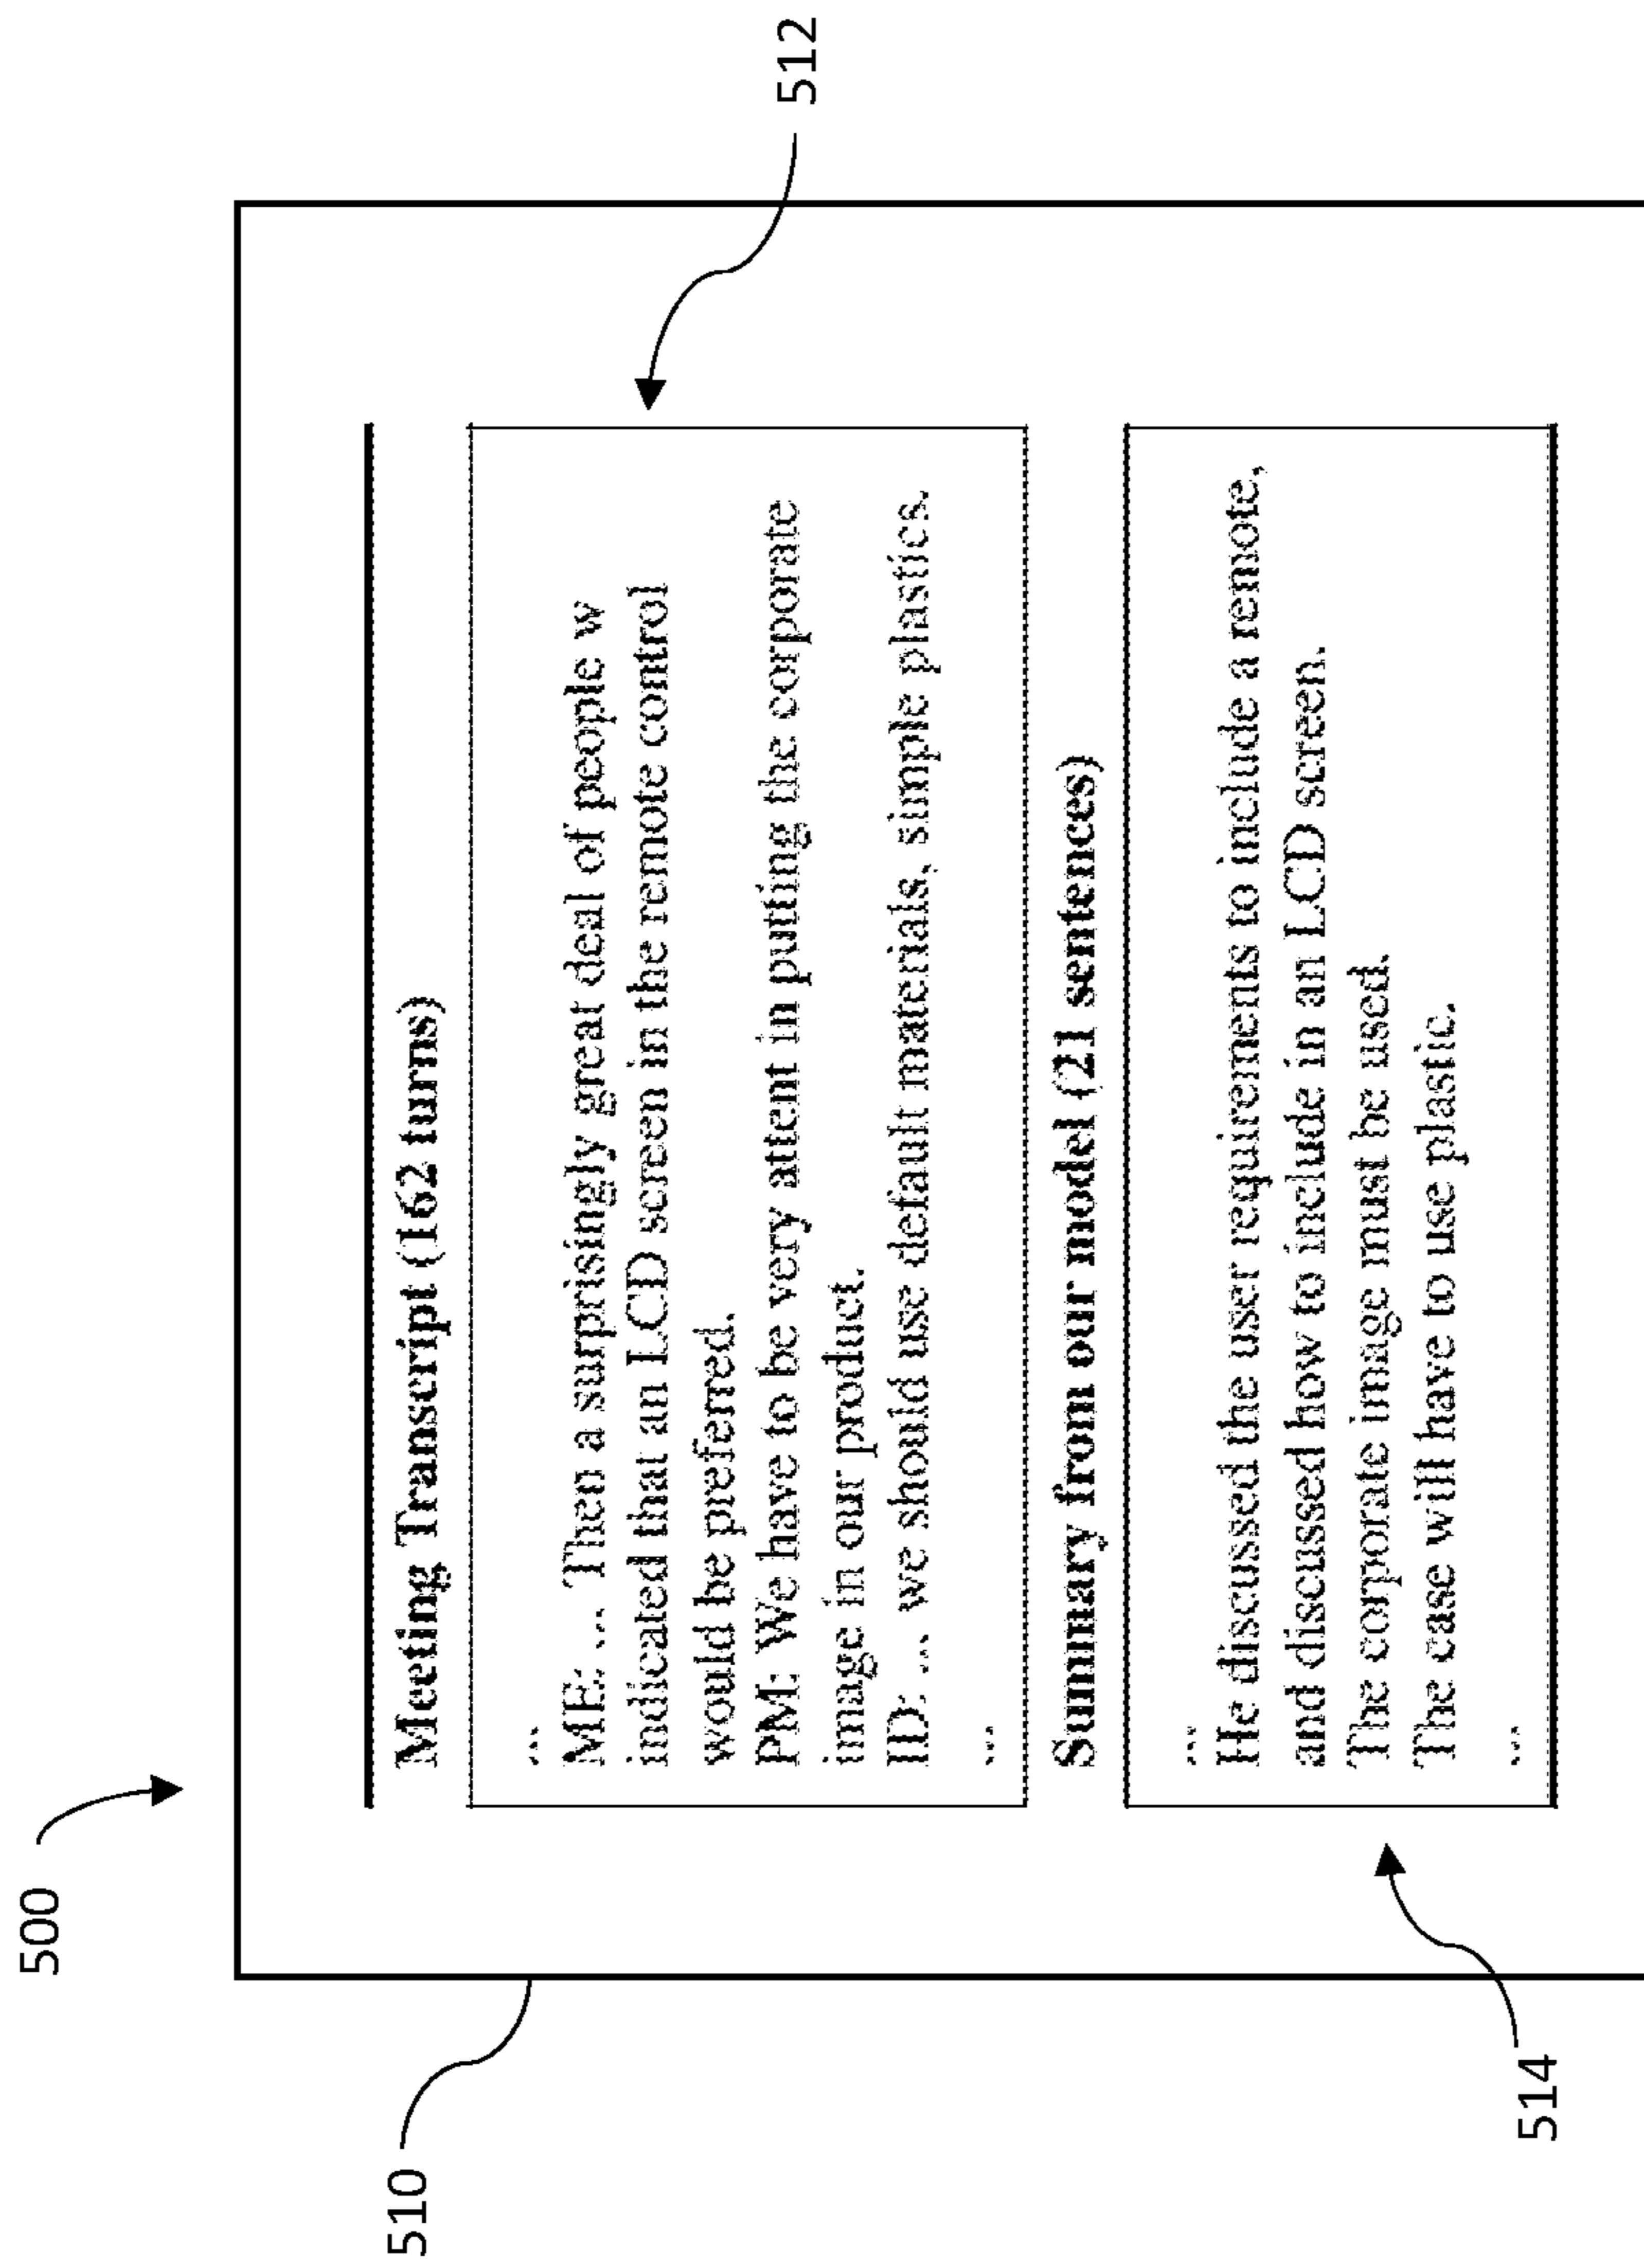 500
510
512
Meeting Transcript (162 turns)
...
ME: ... Then a surprisingly great deal of people w
indicated that an LCD screen in the remote control
would be preferred.
PM: We have to be very attent in putting the corporate
image in our product.
ID: ... we should use default materials, simple plastics.
...
Summary from our model (21 sentences)
...
He discussed the user requirements to include a remote,
and discussed how to include in an LCD screen.
The corporate image must be used.
The case will have to use plastic.
...
514